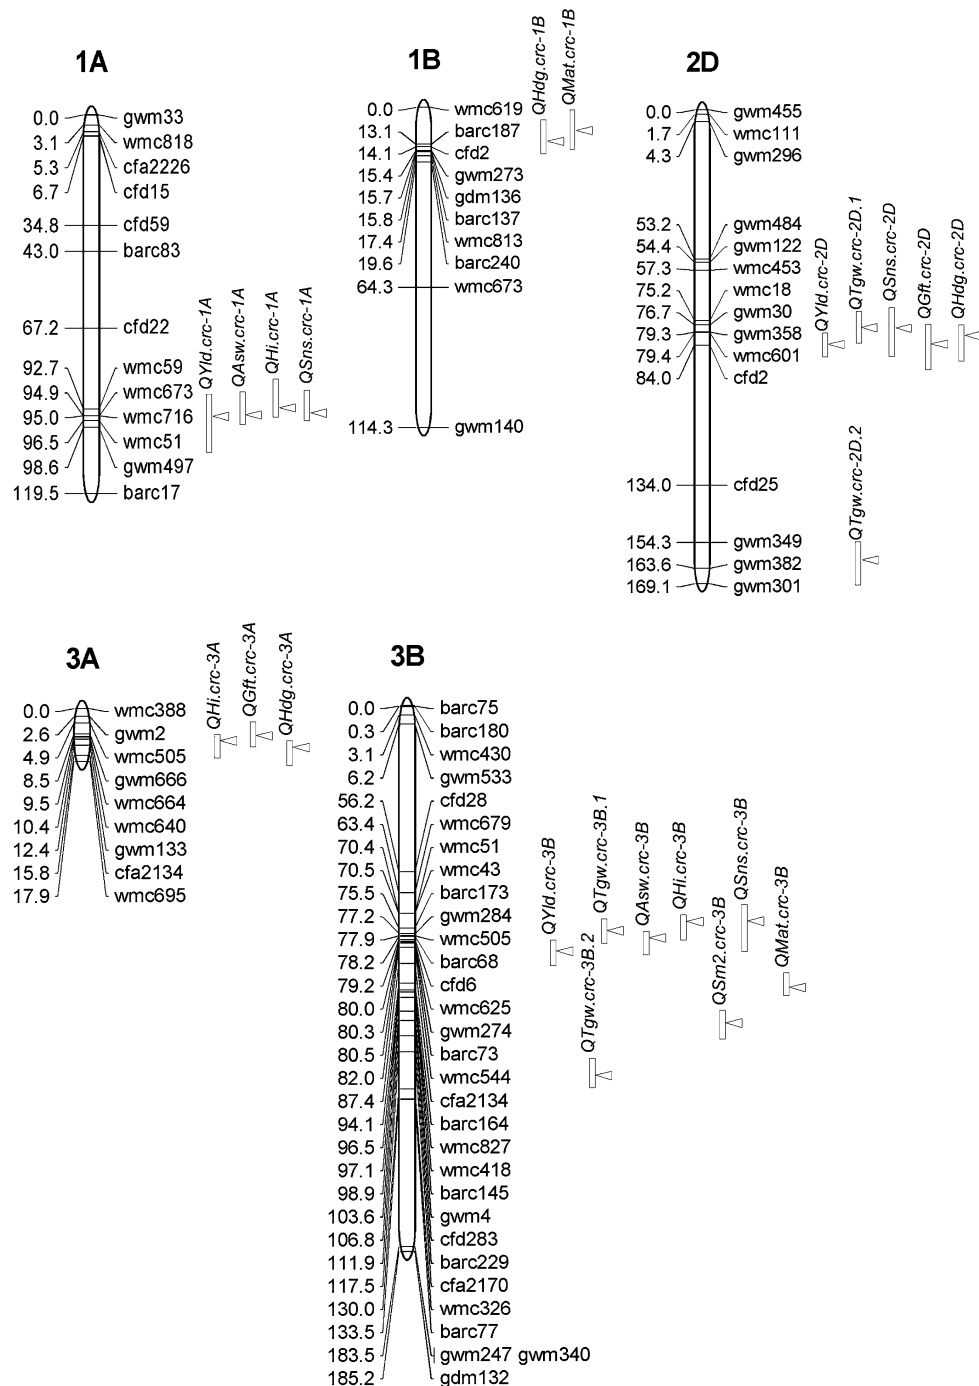 1A
0.0 gwm33
3.1 wmc818
5.3 cfa2226
6.7 cfd15
34.8 cfd59
43.0 barc83
67.2 cfd22
92.7 wmc59
94.9 wmc673
95.0 wmc716
96.5 wmc51
98.6 gwm497
119.5 barc17
QYld.crc-1A
QAsw.crc-1A
QHi.crc-1A
QSns.crc-1A
1B
0.0 wmc619
13.1 barc187
14.1 cfd2
15.4 gwm273
15.7 gdm136
15.8 barc137
17.4 wmc813
19.6 barc240
64.3 wmc673
114.3 gwm140
QHdg.crc-1B
QMat.crc-1B
2D
0.0 gwm455
1.7 wmc111
4.3 gwm296
53.2 gwm484
54.4 gwm122
57.3 wmc453
75.2 wmc18
76.7 gwm30
79.3 gwm358
79.4 wmc601
84.0 cfd2
134.0 cfd25
154.3 gwm349
163.6 gwm382
169.1 gwm301
QYld.crc-2D
QTgw.crc-2D.1
QSns.crc-2D
QGft.crc-2D
QHdg.crc-2D
QTgw.crc-2D.2
3A
0.0 wmc388
2.6 gwm2
4.9 wmc505
8.5 gwm666
9.5 wmc664
10.4 wmc640
12.4 gwm133
15.8 cfa2134
17.9 wmc695
QHi.crc-3A
QGft.crc-3A
QHdg.crc-3A
3B
0.0 barc75
0.3 barc180
3.1 wmc430
6.2 gwm533
56.2 cfd28
63.4 wmc679
70.4 wmc51
70.5 wmc43
75.5 barc173
77.2 gwm284
77.9 wmc505
78.2 barc68
79.2 cfd6
80.0 wmc625
80.3 gwm274
80.5 barc73
82.0 wmc544
87.4 cfa2134
94.1 barc164
96.5 wmc827
97.1 wmc418
98.9 barc145
103.6 gwm4
106.8 cfd283
111.9 barc229
117.5 cfa2170
130.0 wmc326
133.5 barc77
183.5 gwm247 gwm340
185.2 gdm132
QYld.crc-3B
QTgw.crc-3B.2
QTgw.crc-3B.1
QAsw.crc-3B
QHi.crc-3B
QSm2.crc-3B
QSns.crc-3B
QMat.crc-3B